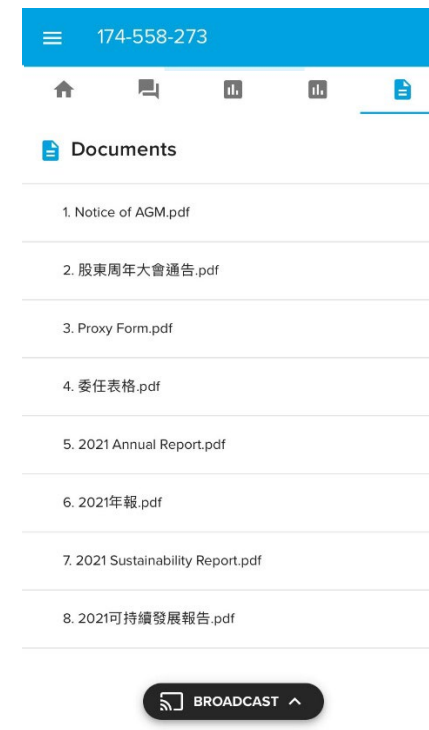 174-558-273
Documents
1. Notice of AGM.pdf
2. 股東周年大會通告.pdf
3. Proxy Form.pdf
4. 委任表格.pdf
5. 2021 Annual Report.pdf
6. 2021年報.pdf
7. 2021 Sustainability Report.pdf
8. 2021可持續發展報告.pdf
BROADCAST